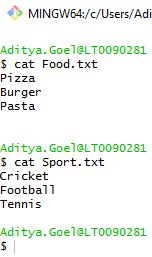 MINGW64:/c/Users/Adi
Aditya.Goel@LT0090281
$ cat Food.txt
Pizza
Burger
Pasta
Aditya.Goel@LT0090281
$ cat Sport.txt
Cricket
Football
Tennis
Aditya.Goel@LT0090281
$